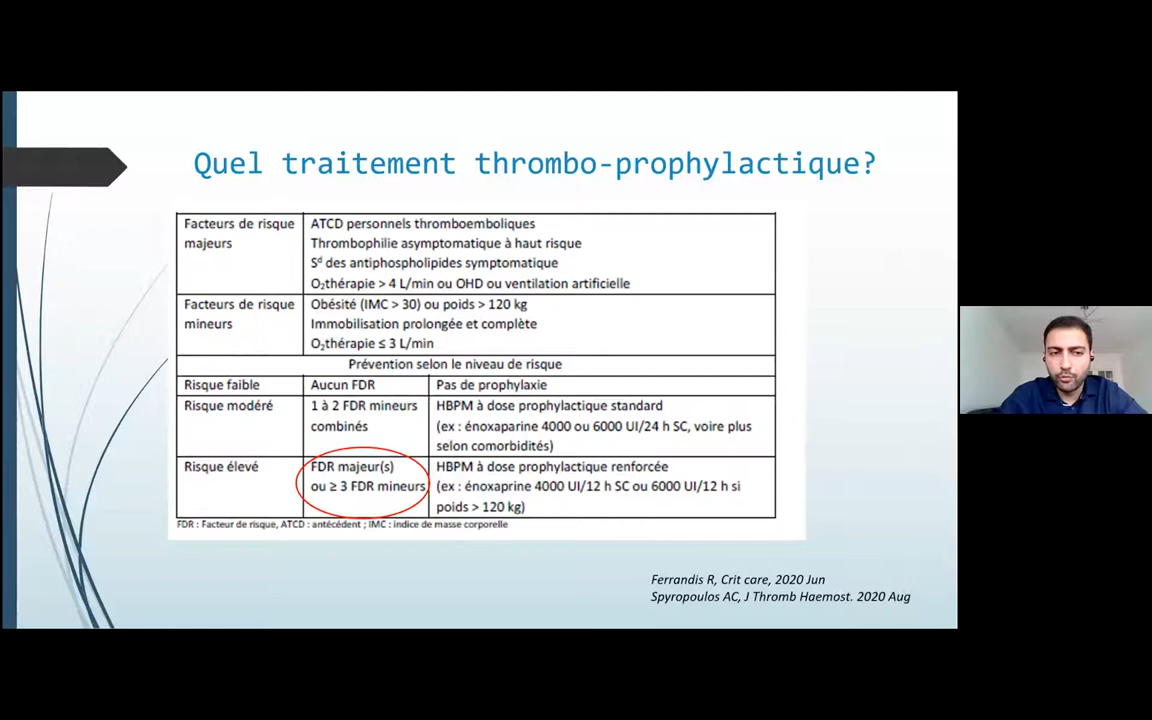 Quel traitement thrombo-prophylactique?
Facteurs de risque majeurs
ATCD personnels thromboemboliques
Thrombophilie asymptomatique à haut risque
Sd des antiphospholipides symptomatique
O₂thérapie > 4 L/min ou OHD ou ventilation artificielle
Facteurs de risque mineurs
Obésité (IMC > 30) ou poids > 120 kg
Immobilisation prolongée et complète
O₂thérapie ≤ 3 L/min
Prévention selon le niveau de risque
Risque faible
Aucun FDR
Pas de prophylaxie
Risque modéré
1 à 2 FDR mineurs
combinés
HBPM à dose prophylactique standard
(ex : énoxaparine 4000 ou 6000 UI/24 h SC, voire plus
selon comorbidités)
Risque élevé
FDR majeur(s)
ou ≥ 3 FDR mineurs
HBPM à dose prophylactique renforcée
(ex : énoxaprine 4000 UI/12 h SC ou 6000 UI/12 h si
poids > 120 kg)
FDR : Facteur de risque, ATCD : antécédent ; IMC : indice de masse corporelle
Ferrandis R, Crit care, 2020 Jun
Spyropoulos AC, J Thromb Haemost. 2020 Aug